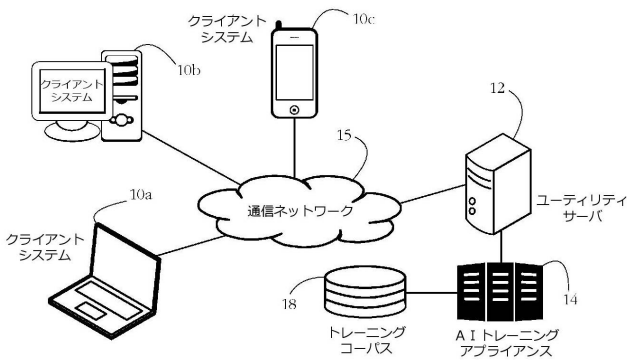 クライアント
システム
10c
10b
クライアント
システム
12
15
通信ネットワーク
ユーティリティ
サーバ
10a
クライアント
システム
18
トレーニング
コーパス
14
AIトレーニング
アプライアンス